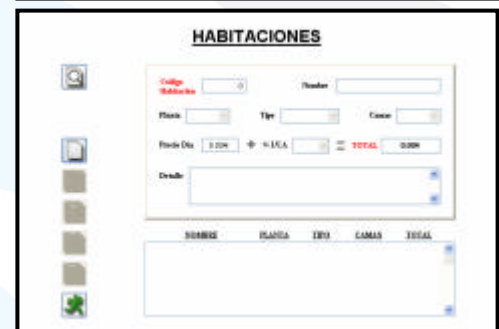 HABITACIONES
Código Nombre
Habitación 0
Planta Tipo Camas
Precio Día 0.00€ + % I.V.A. = TOTAL 0.00€
Detalle
NOMBRE PLANTA TIPO CAMAS TOTAL